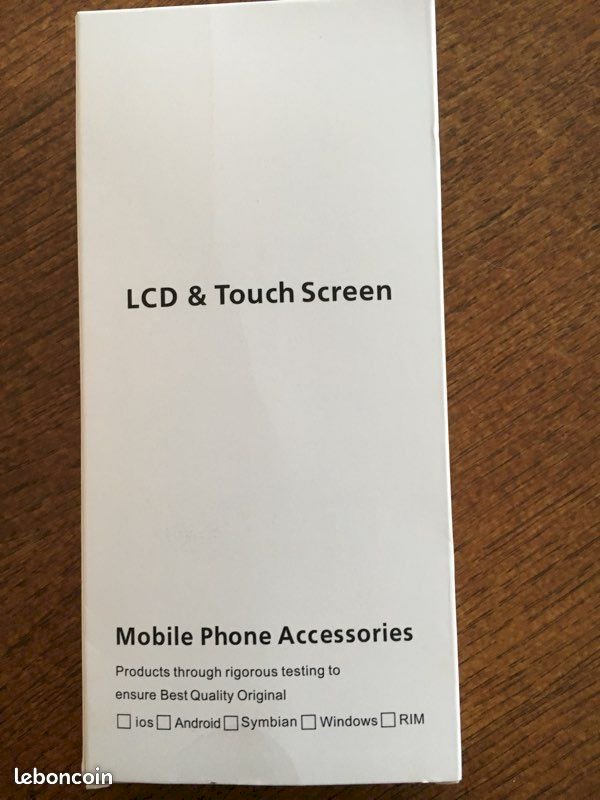 LCD & Touch Screen
Mobile Phone Accessories
Products through rigorous testing to
ensure Best Quality Original
☐ ios ☐ Android ☐ Symbian ☐ Windows ☐ RIM
leboncoin